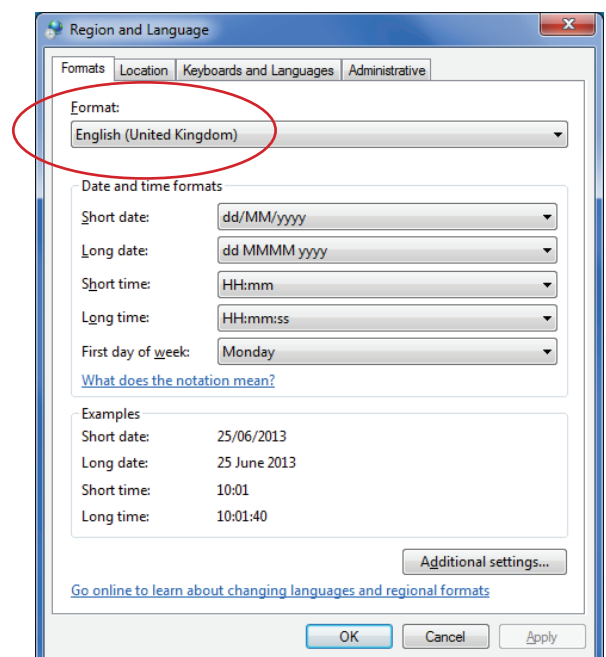 Region and Language
Formats Location Keyboards and Languages Administrative
Format:
English (United Kingdom)
Date and time formats
Short date: dd/MM/yyyy
Long date: dd MMMM yyyy
Short time: HH:mm
Long time: HH:mm:ss
First day of week: Monday
What does the notation mean?
Examples
Short date: 25/06/2013
Long date: 25 June 2013
Short time: 10:01
Long time: 10:01:40
Additional settings...
Go online to learn about changing languages and regional formats
OK Cancel Apply